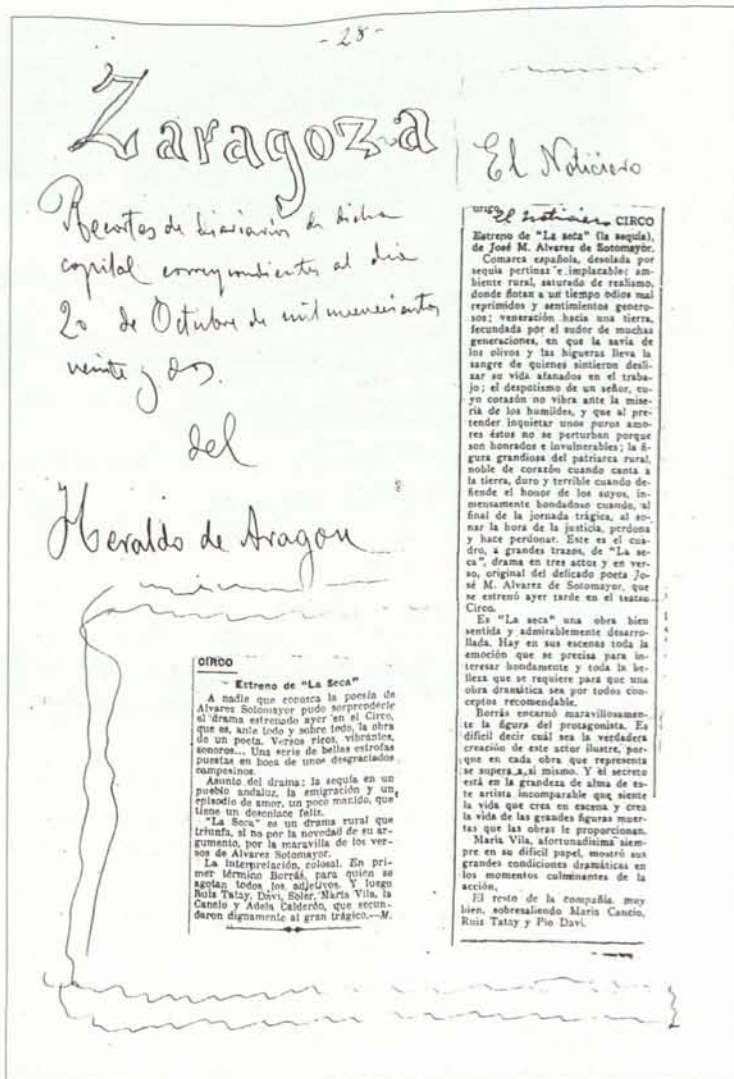 - 28 -
Zaragoza
Recortes de diarios de dicha
capital correspondientes al dia
20 de Octubre de mil novecientos
veinte y dos.
del
Heraldo de Aragon
CIRCO
Estreno de "La Seca"
A nadie que conozca la poesía de
Alvarez Sotomayor pudo sorprenderle
el drama estrenado ayer en el Circo,
que es, ante todo y sobre todo, la obra
de un poeta. Versos ricos, vibrantes,
sonoros... Una serie de bellas estrofas
puestas en boca de unos desgraciados
campesinos.
Asunto del drama: la sequía en un
pueblo andaluz, la emigración y un
episodio de amor, un poco manido, que
tiene un desenlace feliz.
"La Seca" es un drama rural que
triunfa, si no por la novedad de su ar-
gumento, por la maravilla de los ver-
sos de Alvarez Sotomayor.
La interpretación, colosal. En pri-
mer término Borrás, para quien se
agotan todos los adjetivos. Y luego
Ruiz Tatay, Daví, Soler, María Vila, la
Cancio y Adela Calderón, que secun-
daron dignamente al gran trágico.—M.
El Noticiero
El Noticiero CIRCO
Estreno de "La seca" (la sequía),
de José M. Alvarez de Sotomayor.
Comarca española, desolada por
sequía pertinaz e implacable; am-
biente rural, saturado de realismo,
donde flotan a un tiempo odios mal
reprimidos y sentimientos genero-
sos; veneración hacia una tierra,
fecundada por el sudor de muchas
generaciones, en que la savia de
los olivos y las higueras lleva la
sangre de quienes sintieron desli-
zar su vida afanados en el traba-
jo; el despotismo de un señor, cu-
yo corazón no vibra ante la mise-
ria de los humildes, y que al pre-
tender inquietar unos puros amo-
res éstos no se perturban porque
son honrados e invulnerables; la fi-
gura grandiosa del patriarca rural,
noble de corazón cuando canta a
la tierra, duro y terrible cuando de-
fiende el honor de los suyos, in-
mensamente bondadoso cuando, al
final de la jornada trágica, al so-
nar la hora de la justicia, perdona
y hace perdonar. Este es el cua-
dro, a grandes trazos, de "La se-
ca", drama en tres actos y en ver-
so, original del delicado poeta Jo-
sé M. Alvarez de Sotomayor, que
se estrenó ayer tarde en el teatro
Circo.
Es "La seca" una obra bien
sentida y admirablemente desarro-
llada. Hay en sus escenas toda la
emoción que se precisa para in-
teresar hondamente y toda la be-
lleza que se requiere para que una
obra dramática sea por todos con-
ceptos recomendable.
Borrás encarnó maravillosamen-
te la figura del protagonista. Es
difícil decir cuál sea la verdadera
creación de este actor ilustre, por-
que en cada obra que representa
se supera a sí mismo. Y el secreto
está en la grandeza de alma de es-
te artista incomparable que siente
la vida que crea en escena y crea
la vida de las grandes figuras muer-
tas que las obras le proporcionan.
María Vila, afortunadísima siem-
pre en su difícil papel, mostró sus
grandes condiciones dramáticas en
los momentos culminantes de la
acción.
El resto de la compañía, muy
bien, sobresaliendo María Cancio,
Ruiz Tatay y Pío Daví.